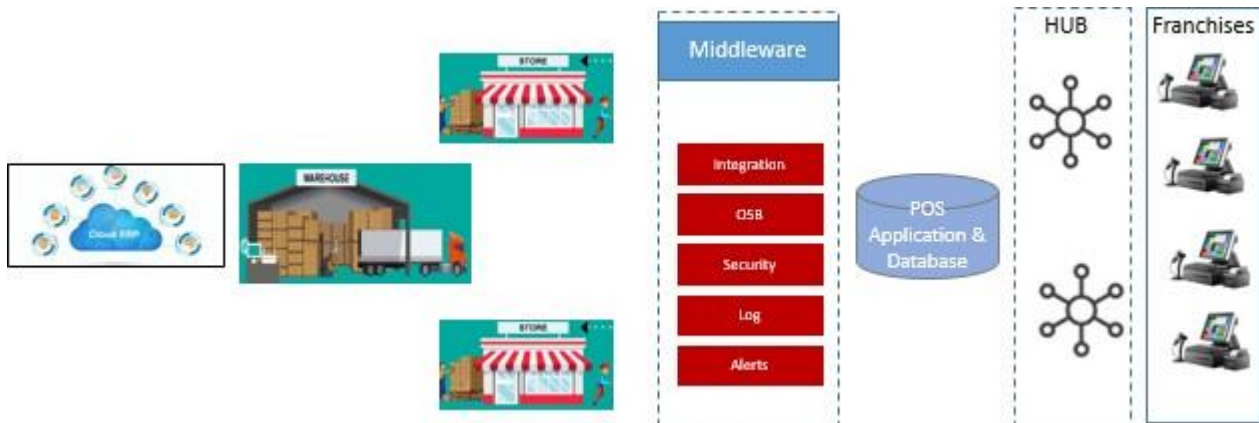 Cloud ERP
WAREHOUSE
STORE
STORE
Middleware
Integration
OSB
Security
Log
Alerts
POS
Application &
Database
HUB
Franchises